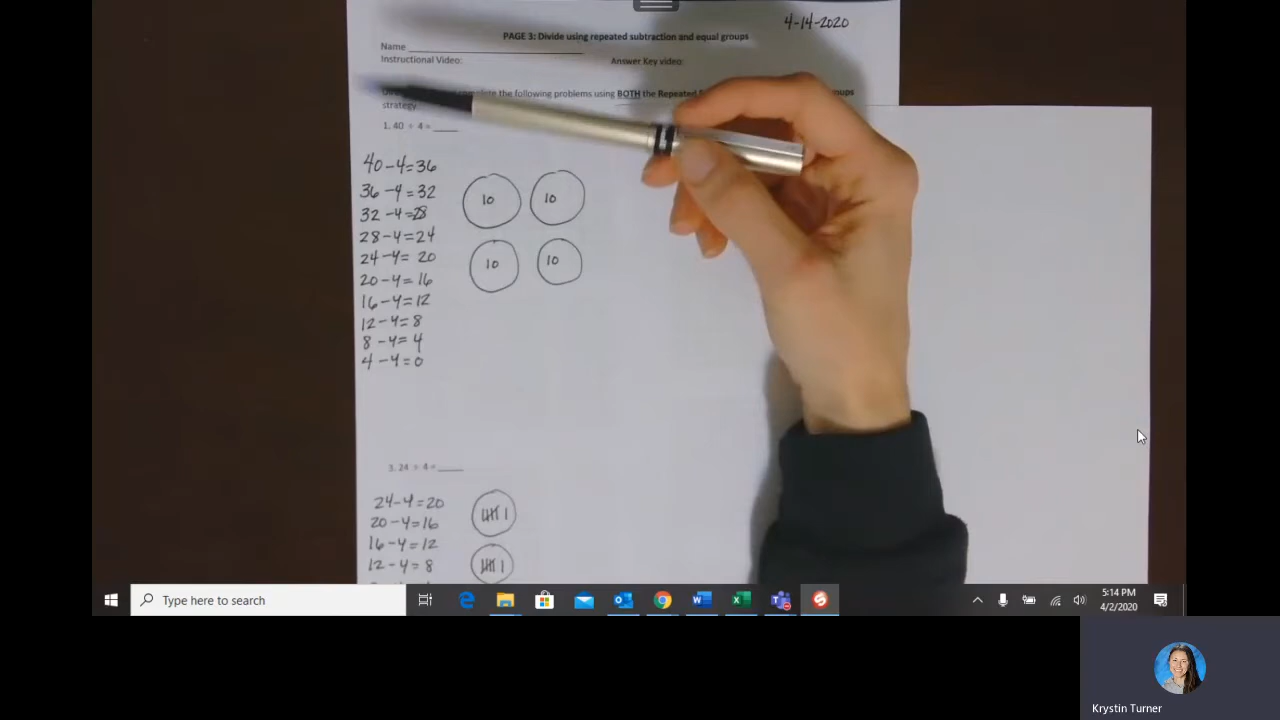 4-14-2020
PAGE 3: Divide using repeated subtraction and equal groups
Name
Instructional Video: Answer Key video:
complete the following problems using BOTH the Repeated
strategy.
1. 40 ÷ 4 = ____
40-4=36
36-4=32
32-4=28
28-4=24
24-4=20
20-4=16
16-4=12
12-4=8
8-4=4
4-4=0
10 10
10 10
3. 24 ÷ 4 = ____
24-4=20
20-4=16
16-4=12
12-4=8
Type here to search
5:14 PM
4/2/2020
Krystin Turner